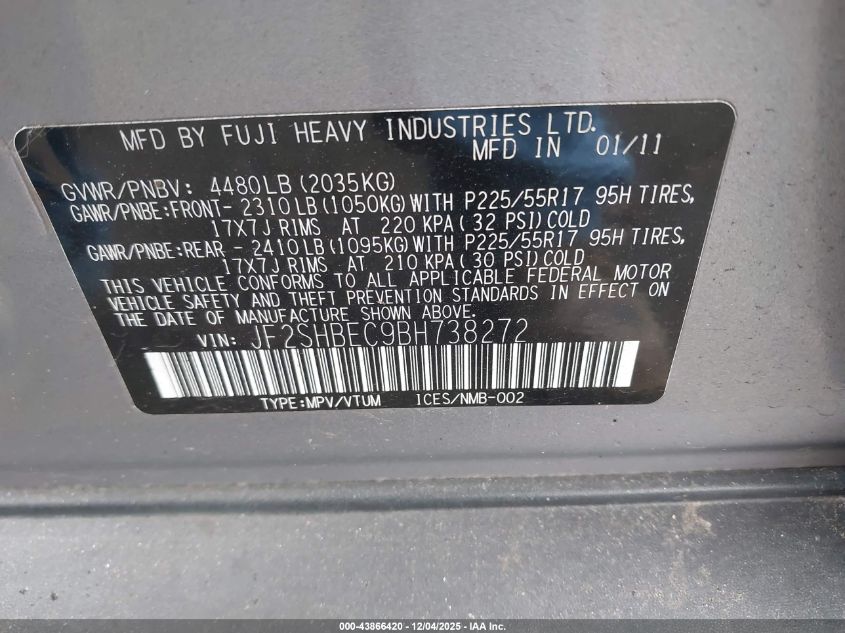 MFD BY FUJI HEAVY INDUSTRIES LTD.
MFD IN 01/11
GVWR/PNBV: 4480LB (2035KG)
GAWR/PNBE:FRONT- 2310LB (1050KG) WITH P225/55R17 95H TIRES,
17X7J RIMS AT 220 KPA (32 PSI) COLD
GAWR/PNBE:REAR - 2410LB (1095KG) WITH P225/55R17 95H TIRES,
17X7J RIMS AT 210 KPA (30 PSI) COLD
THIS VEHICLE CONFORMS TO ALL APPLICABLE FEDERAL MOTOR
VEHICLE SAFETY AND THEFT PREVENTION STANDARDS IN EFFECT ON
THE DATE OF MANUFACTURE SHOWN ABOVE.
VIN: JF2SHBEC9BH738272
TYPE:MPV/VTUM ICES/NMB-002
000-43866420 - 12/04/2025 - IAA Inc.